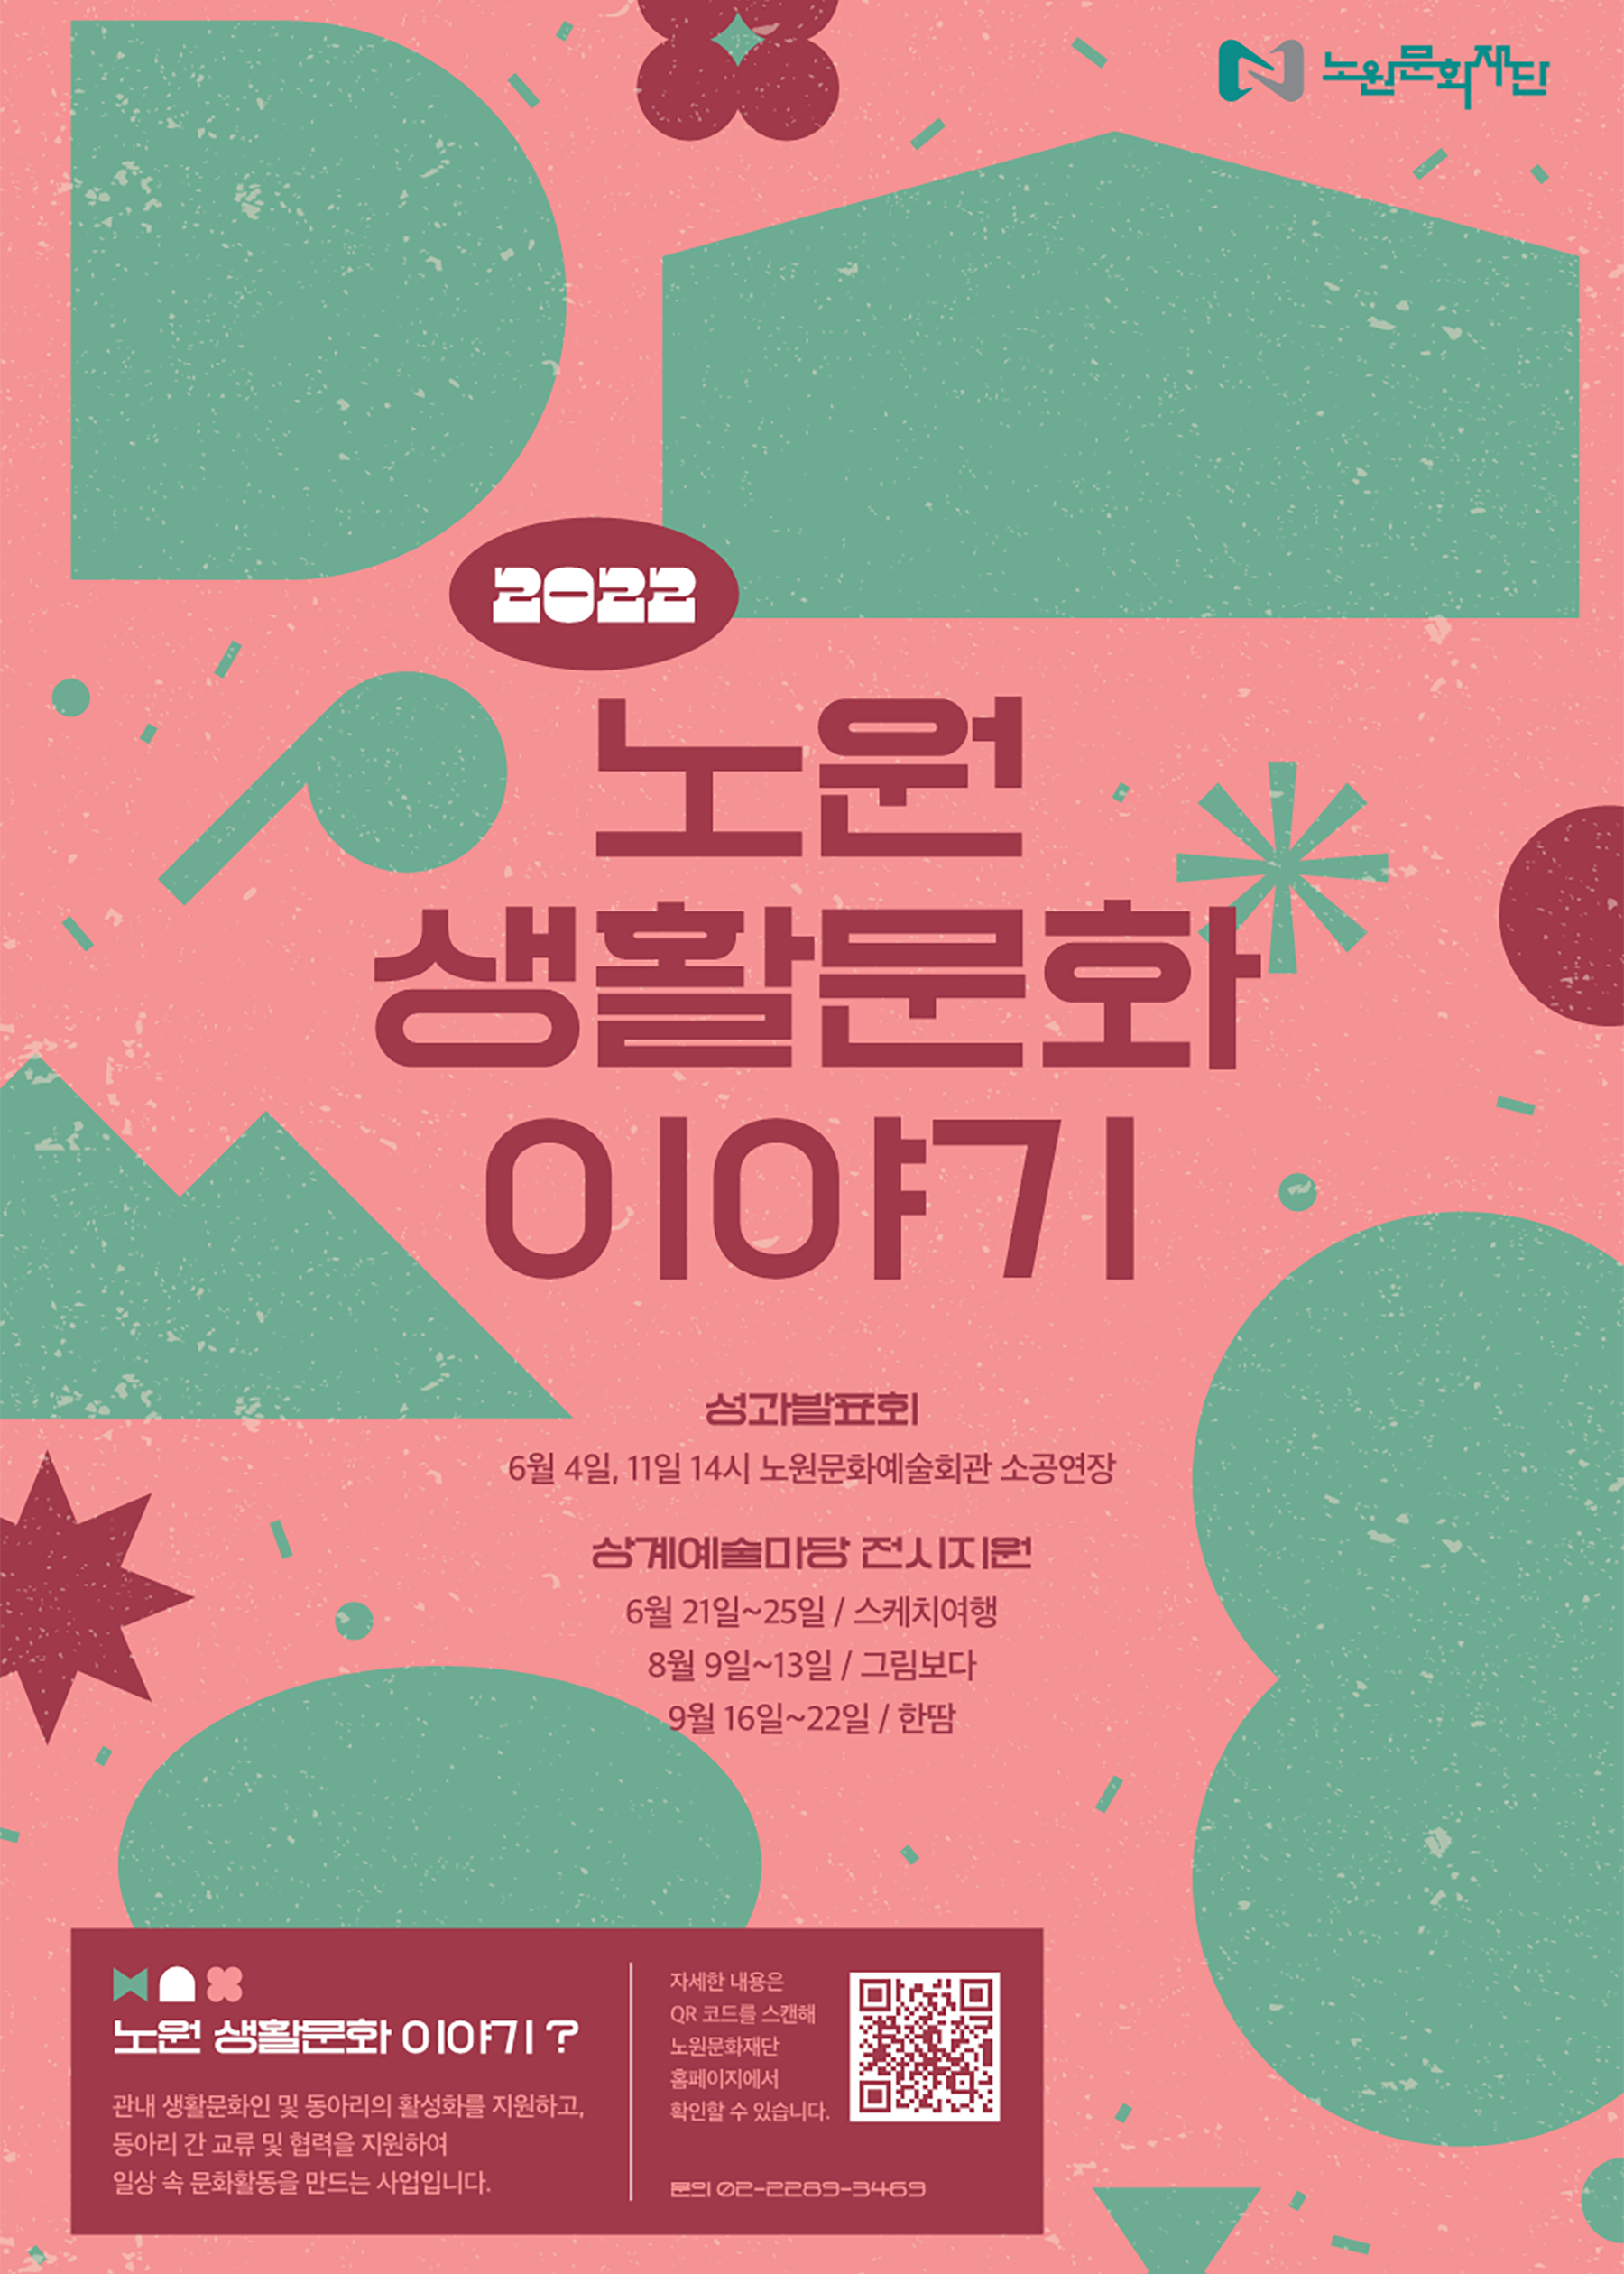 노원문화재단
2022
노원
생활문화
이야기
성과발표회
6월 4일, 11일 14시 노원문화예술회관 소공연장
상계예술마당 전시지원
6월 21일~25일 / 스케치여행
8월 9일~13일 / 그림보다
9월 16일~22일 / 한땀
노원 생활문화 이야기 ?
관내 생활문화인 및 동아리의 활성화를 지원하고,
동아리 간 교류 및 협력을 지원하여
일상 속 문화활동을 만드는 사업입니다.
자세한 내용은
QR 코드를 스캔해
노원문화재단
홈페이지에서
확인할 수 있습니다.
문의 02-2289-3469